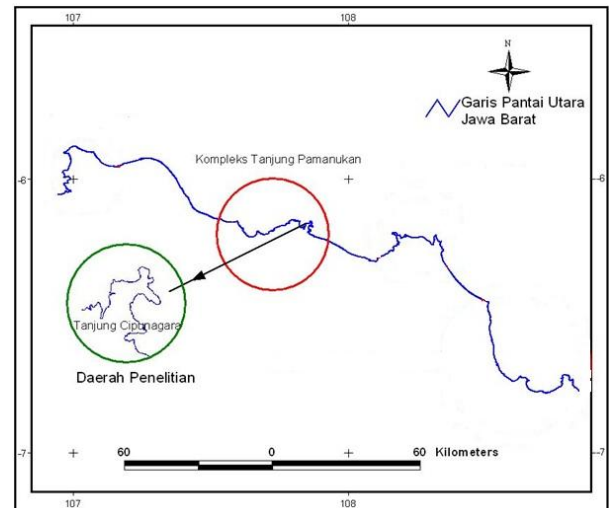 107
108
N
Garis Pantai Utara
Jawa Barat
Kompleks Tanjung Pamanukan
-6
-6
Tanjung Cipunagara
Daerah Penelitian
60
0
60
Kilometers
-7
-7
107
108